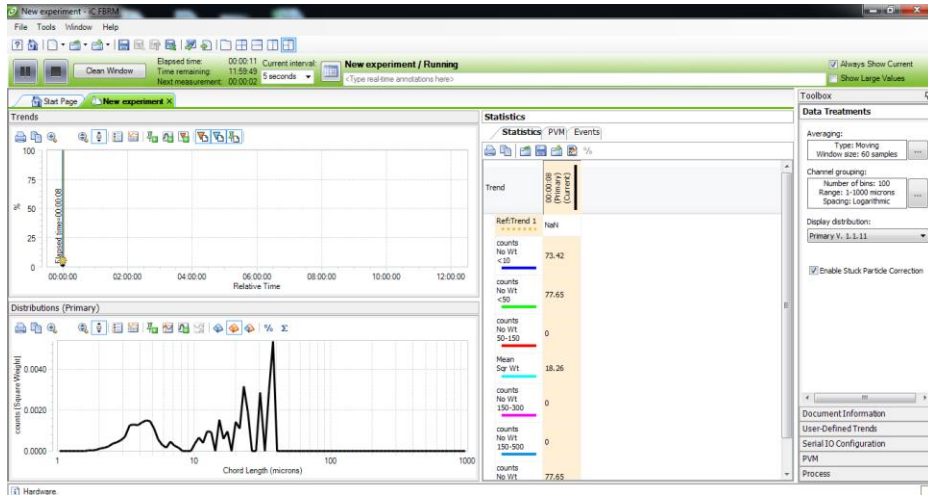 New experiment - iC FBRM
File Tools Window Help
Clean Window
Elapsed time: 00:00:11
Time remaining: 11:59:49
Next measurement: 00:00:02
Current interval:
5 seconds
New experiment / Running
<Type real-time annotations here>
Always Show Current
Show Large Values
Start Page
New experiment
Trends
100
75
50
25
0
%
Elapsed time=00:00:08
00:00:00 02:00:00 04:00:00 06:00:00 08:00:00 10:00:00 12:00:00
Relative Time
Distributions (Primary)
% Σ
counts (Square Weight)
0.0040
0.0020
0.0000
1 10 100 1000
Chord Length (microns)
Statistics
Statistics PVM Events
%
Trend
00:00:08
(Primary)
(Current)
Ref:Trend 1 NaN
counts
No Wt
<10
73.42
counts
No Wt
<50
77.65
counts
No Wt
50-150
0
Mean
Sqr Wt
18.26
counts
No Wt
150-300
0
counts
No Wt
150-500
0
counts
No Wt
77.65
Toolbox
Data Treatments
Averaging:
Type: Moving
Window size: 60 samples
...
Channel grouping:
Number of bins: 100
Range: 1-1000 microns
Spacing: Logarithmic
...
Display distribution:
Primary V. 1.1.11
Enable Stuck Particle Correction
Document Information
User-Defined Trends
Serial IO Configuration
PVM
Process
Hardware.